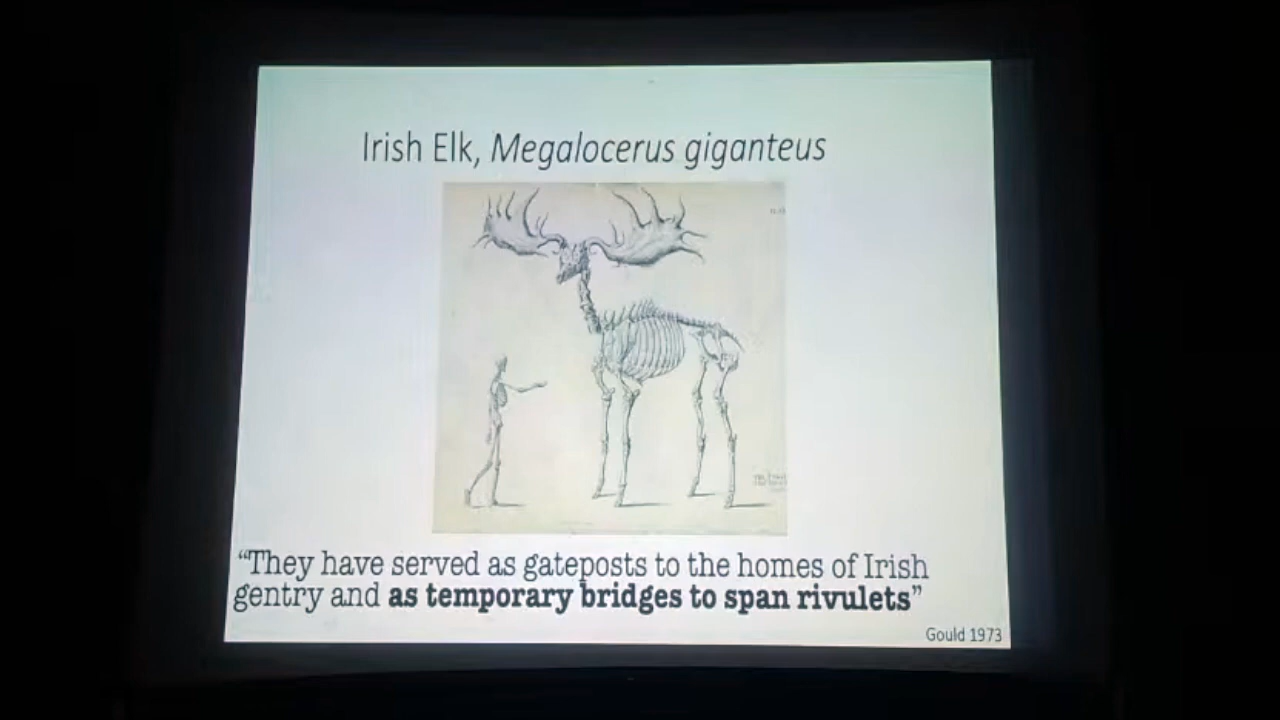 Irish Elk, Megalocerus giganteus
“They have served as gateposts to the homes of Irish
gentry and as temporary bridges to span rivulets”
Gould 1973